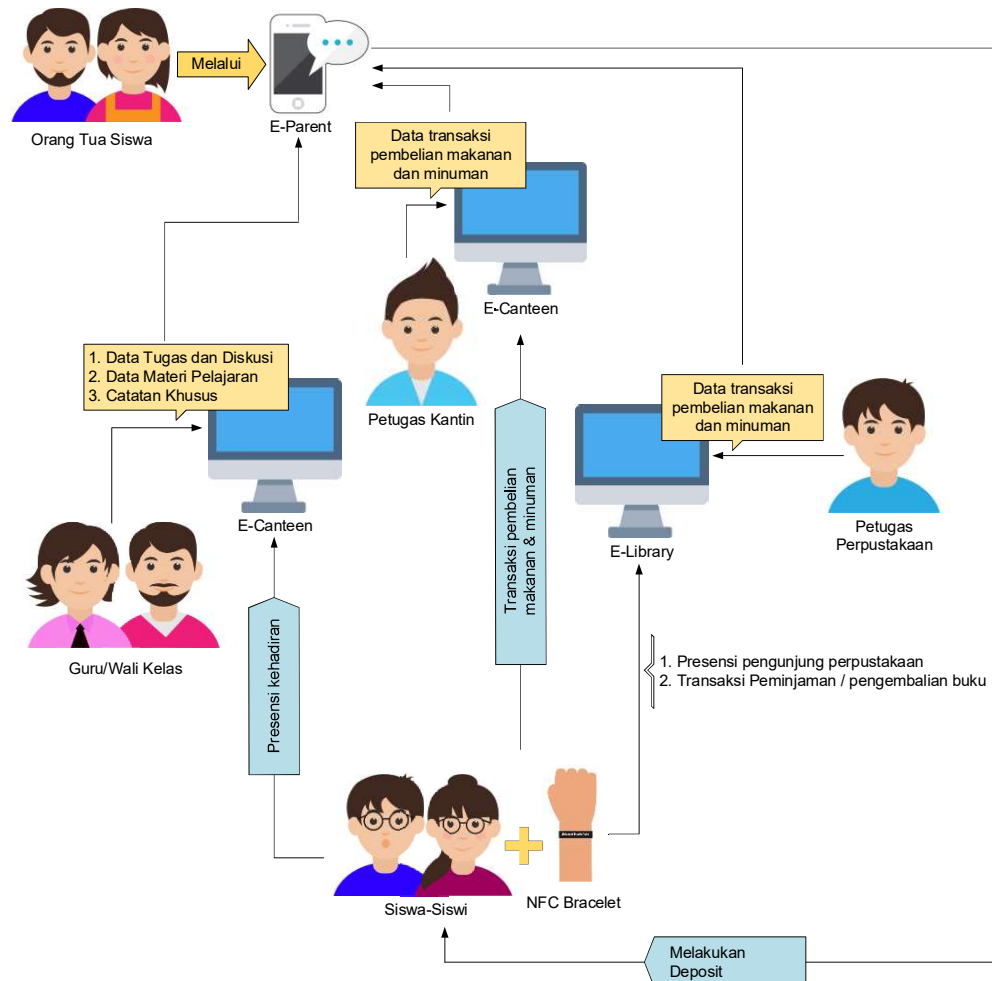 Melalui
E-Parent
Orang Tua Siswa
Data transaksi
pembelian makanan
dan minuman
E-Canteen
Petugas Kantin
1. Data Tugas dan Diskusi
2. Data Materi Pelajaran
3. Catatan Khusus
E-Canteen
Guru/Wali Kelas
Data transaksi
pembelian makanan
dan minuman
E-Library
Petugas
Perpustakaan
Transaksi pembelian
makanan & minuman
Presensi kehadiran
1. Presensi pengunjung perpustakaan
2. Transaksi Peminjaman / pengembalian buku
Siswa-Siswi
NFC Bracelet
Melakukan
Deposit